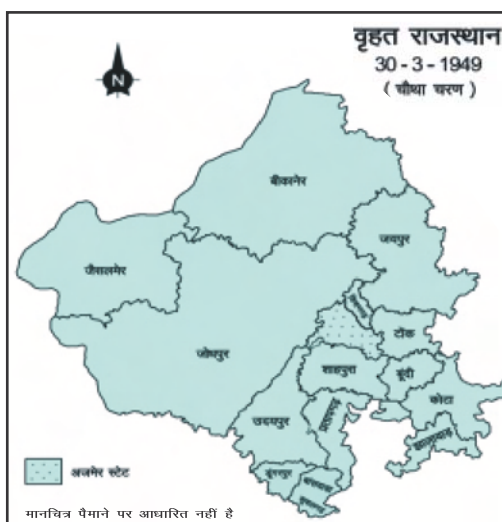 वृहत राजस्थान
30-3-1949
( चौथा चरण )
N
बीकानेर
जयपुर
जैसलमेर
जोधपुर
टोंक
शाहपुरा
बूंदी
कोटा
उदयपुर
डूंगरपुर
अजमेर स्टेट
मानचित्र पैमाने पर आधारित नहीं है